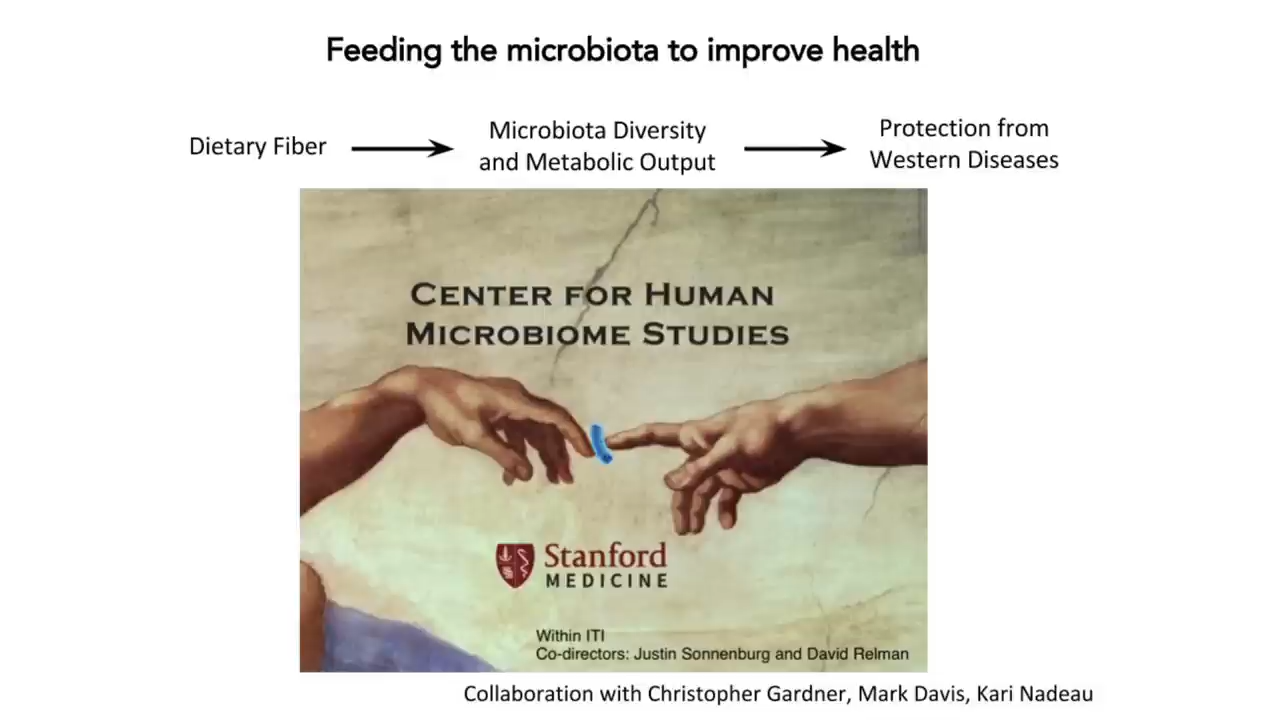 Feeding the microbiota to improve health
Dietary Fiber
Microbiota Diversity
and Metabolic Output
Protection from
Western Diseases
CENTER FOR HUMAN
MICROBIOME STUDIES
Stanford
MEDICINE
Within ITI
Co-directors: Justin Sonnenburg and David Relman
Collaboration with Christopher Gardner, Mark Davis, Kari Nadeau